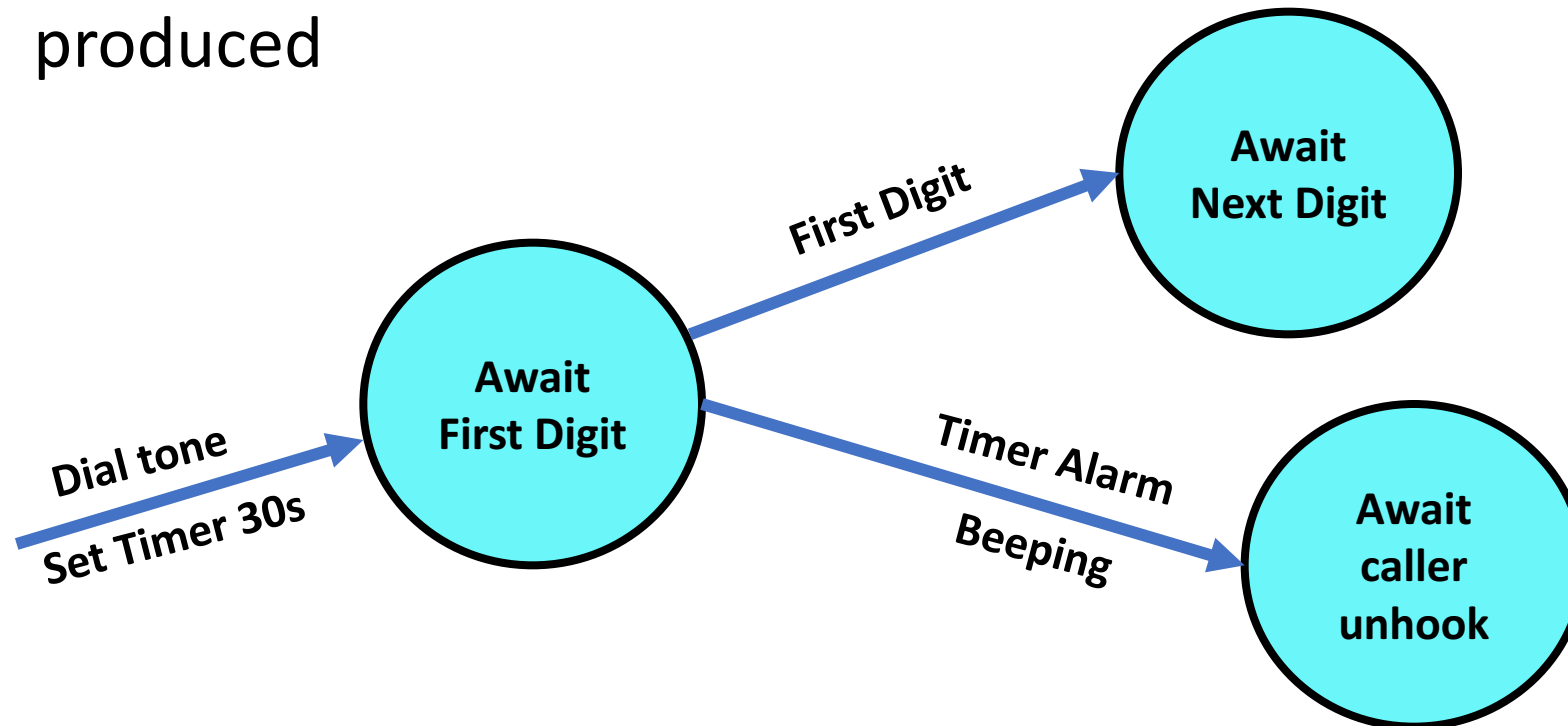 produced
Await
Next Digit
First Digit
Await
First Digit
Dial tone
Set Timer 30s
Timer Alarm
Beeping
Await
caller
unhook